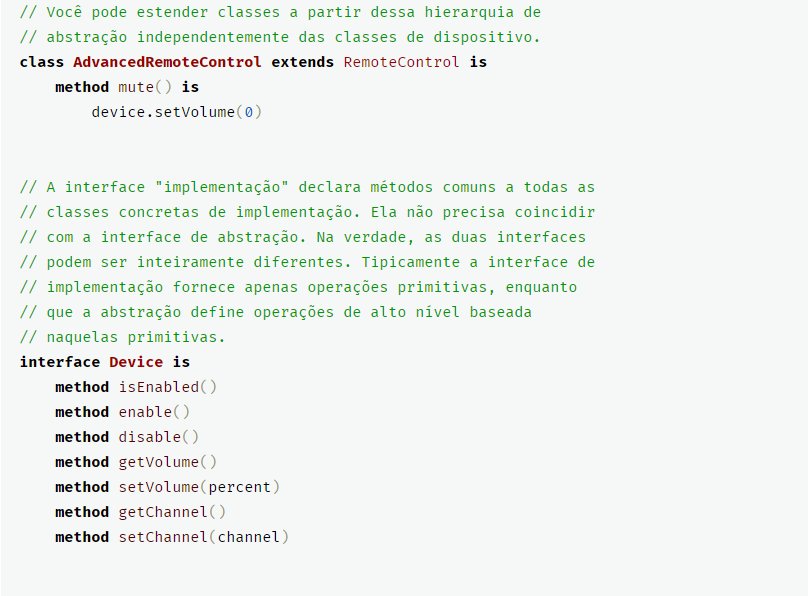 // Você pode estender classes a partir dessa hierarquia de
// abstração independentemente das classes de dispositivo.
class AdvancedRemoteControl extends RemoteControl is
    method mute() is
        device.setVolume(0)
// A interface "implementação" declara métodos comuns a todas as
// classes concretas de implementação. Ela não precisa coincidir
// com a interface de abstração. Na verdade, as duas interfaces
// podem ser inteiramente diferentes. Tipicamente a interface de
// implementação fornece apenas operações primitivas, enquanto
// que a abstração define operações de alto nível baseada
// naquelas primitivas.
interface Device is
    method isEnabled()
    method enable()
    method disable()
    method getVolume()
    method setVolume(percent)
    method getChannel()
    method setChannel(channel)